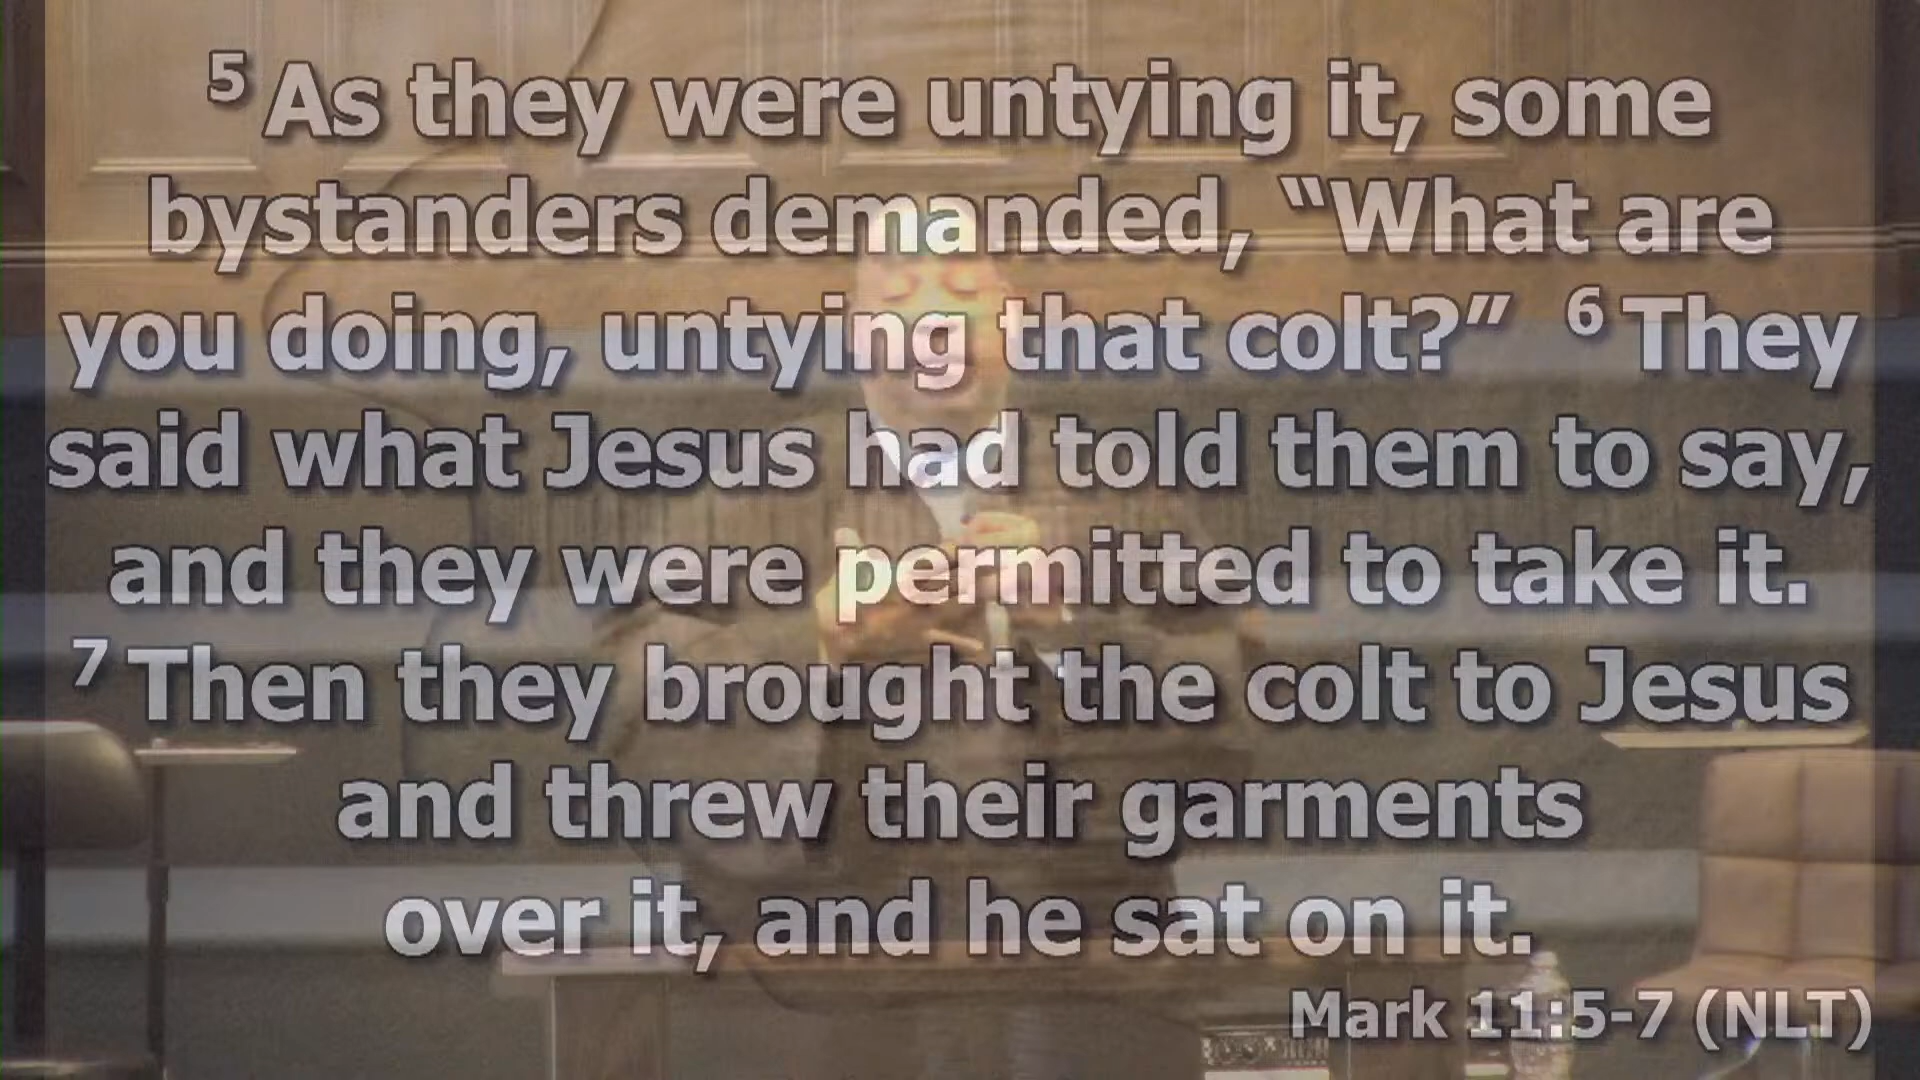 ⁵ As they were untying it, some
bystanders demanded, “What are
you doing, untying that colt?” ⁶ They
said what Jesus had told them to say,
and they were permitted to take it.
⁷ Then they brought the colt to Jesus
and threw their garments
over it, and he sat on it.
Mark 11:5-7 (NLT)